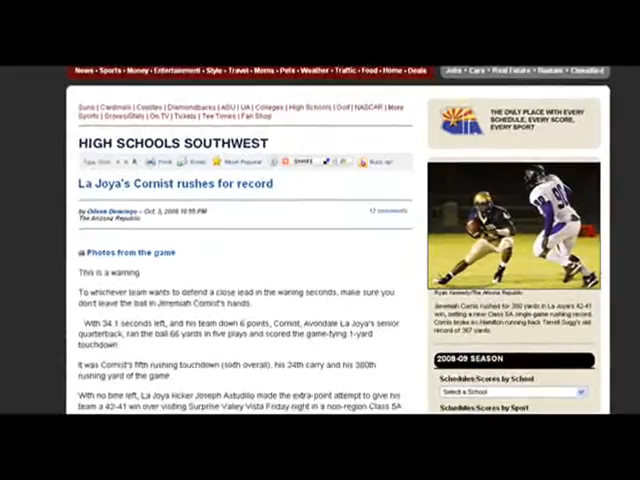 News • Sports • Money • Entertainment • Style • Travel • Moms • Pets • Weather • Traffic • Food • Home • Deals
Jobs • Cars • Real Estate • Rentals • Classified
Suns | Cardinals | Coyotes | Diamondbacks | ASU | UA | Colleges | High Schools | Golf | NASCAR | More
Sports | Scores/Stats | On TV | Tickets | Tee Times | Fan Shop
THE ONLY PLACE WITH EVERY
SCHEDULE, EVERY SCORE,
EVERY SPORT
HIGH SCHOOLS SOUTHWEST
Type Size: A A A Print Email Most Popular SHARE Buzz up!
La Joya's Cornist rushes for record
by Odeen Domingo - Oct. 3, 2008 10:55 PM
The Arizona Republic
12 comments
Photos from the game
This is a warning.
To whichever team wants to defend a close lead in the waning seconds, make sure you
don't leave the ball in Jeremiah Cornist's hands.
With 34.1 seconds left, and his team down 6 points, Cornist, Avondale La Joya's senior
quarterback, ran the ball 66 yards in five plays and scored the game-tying 1-yard
touchdown.
It was Cornist's fifth rushing touchdown (sixth overall), his 24th carry and his 380th
rushing yard of the game.
With no time left, La Joya kicker Joseph Astudillo made the extra-point attempt to give his
team a 42-41 win over visiting Surprise Valley Vista Friday night in a non-region Class 5A
The Arizona Republic
Jeremiah Cornist rushed for 380 yards in La Joya's 42-41
win, setting a new Class 5A single-game rushing record.
Cornist broke ex-Hamilton running back Terrell Sugg's old
record of 367 yards.
2008-09 SEASON
Schedules/Scores by School
Select a School
Schedules/Scores by Sport